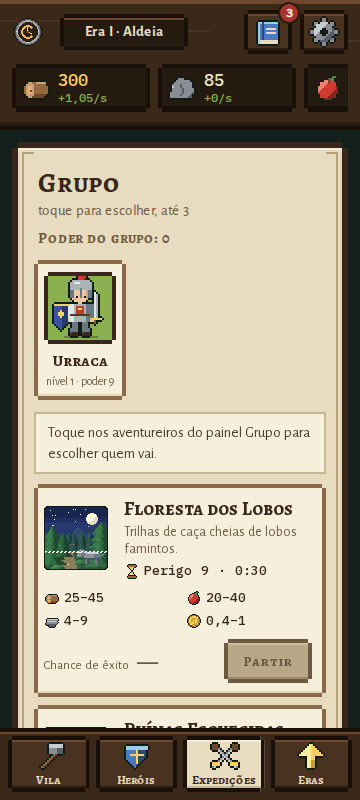 Era I · Aldeia
3
300
+1,05/s
85
+0/s
Grupo
toque para escolher, até 3
Poder do grupo: 0
Urraca
nível 1 · poder 9
Toque nos aventureiros do painel Grupo para
escolher quem vai.
Floresta dos Lobos
Trilhas de caça cheias de lobos
famintos.
Perigo 9 · 0:30
25–45
20–40
4–9
0,4–1
Chance de êxito —
Partir
Ruínas Esquecidas
Vila
Heróis
Expedições
Eras